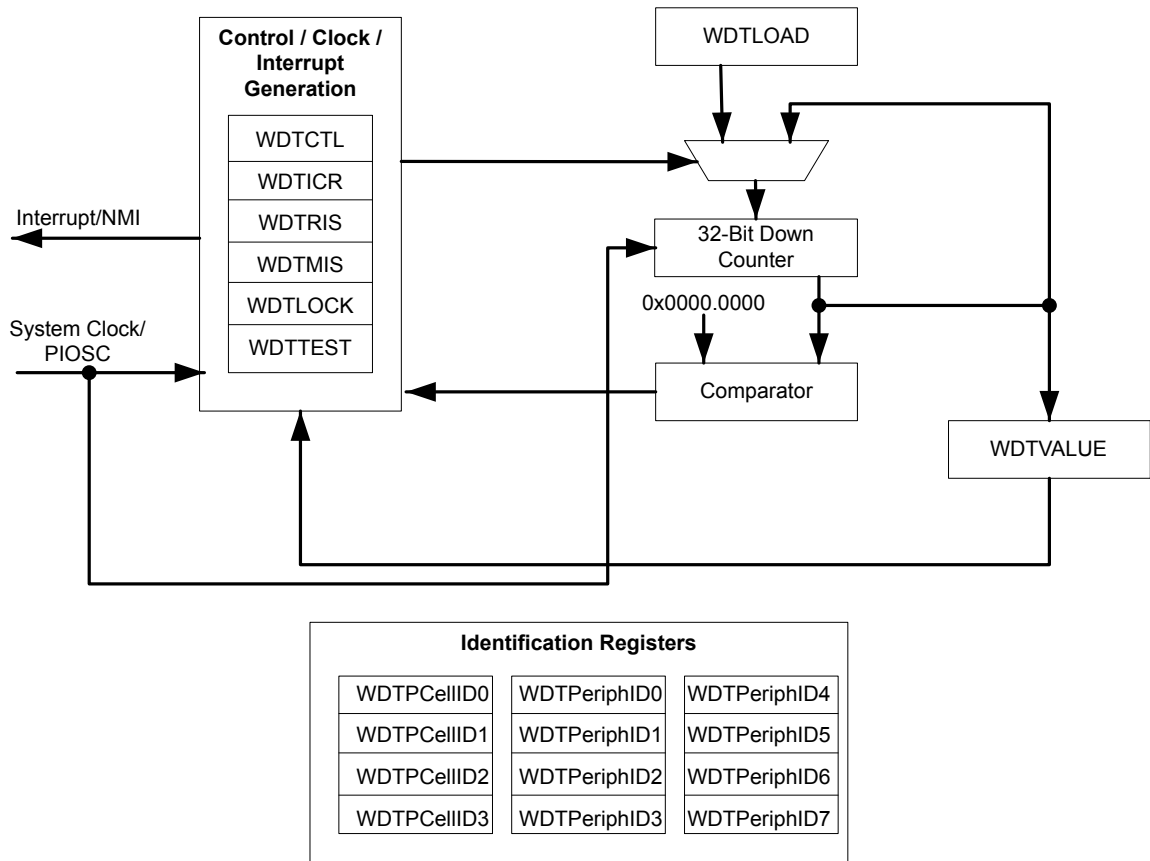 Control / Clock /
Interrupt
Generation
WDTCTL
WDTICR
WDTRIS
WDTMIS
WDTLOCK
WDTTEST
Interrupt/NMI
System Clock/
PIOSC
WDTLOAD
32-Bit Down
Counter
0x0000.0000
Comparator
WDTVALUE
Identification Registers
WDTPCellID0
WDTPeriphID0
WDTPeriphID4
WDTPCellID1
WDTPeriphID1
WDTPeriphID5
WDTPCellID2
WDTPeriphID2
WDTPeriphID6
WDTPCellID3
WDTPeriphID3
WDTPeriphID7